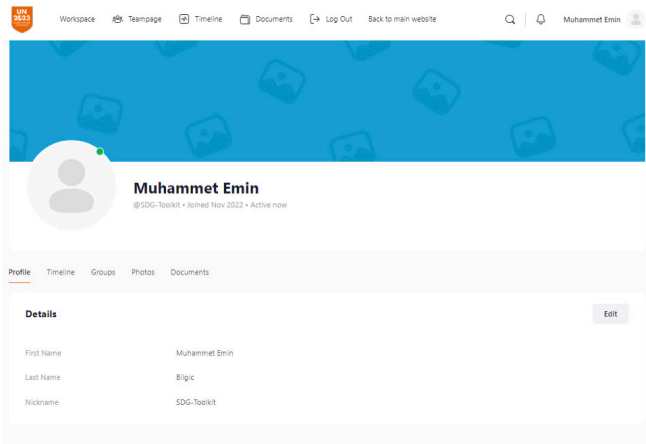 UN
2023
Workspace Teampage Timeline Documents Log Out Back to main website Muhammet Emin
Muhammet Emin
@SDG-Toolkit • Joined Nov 2022 • Active now
Profile Timeline Groups Photos Documents
Details Edit
First Name Muhammet Emin
Last Name Bilgic
Nickname SDG-Toolkit